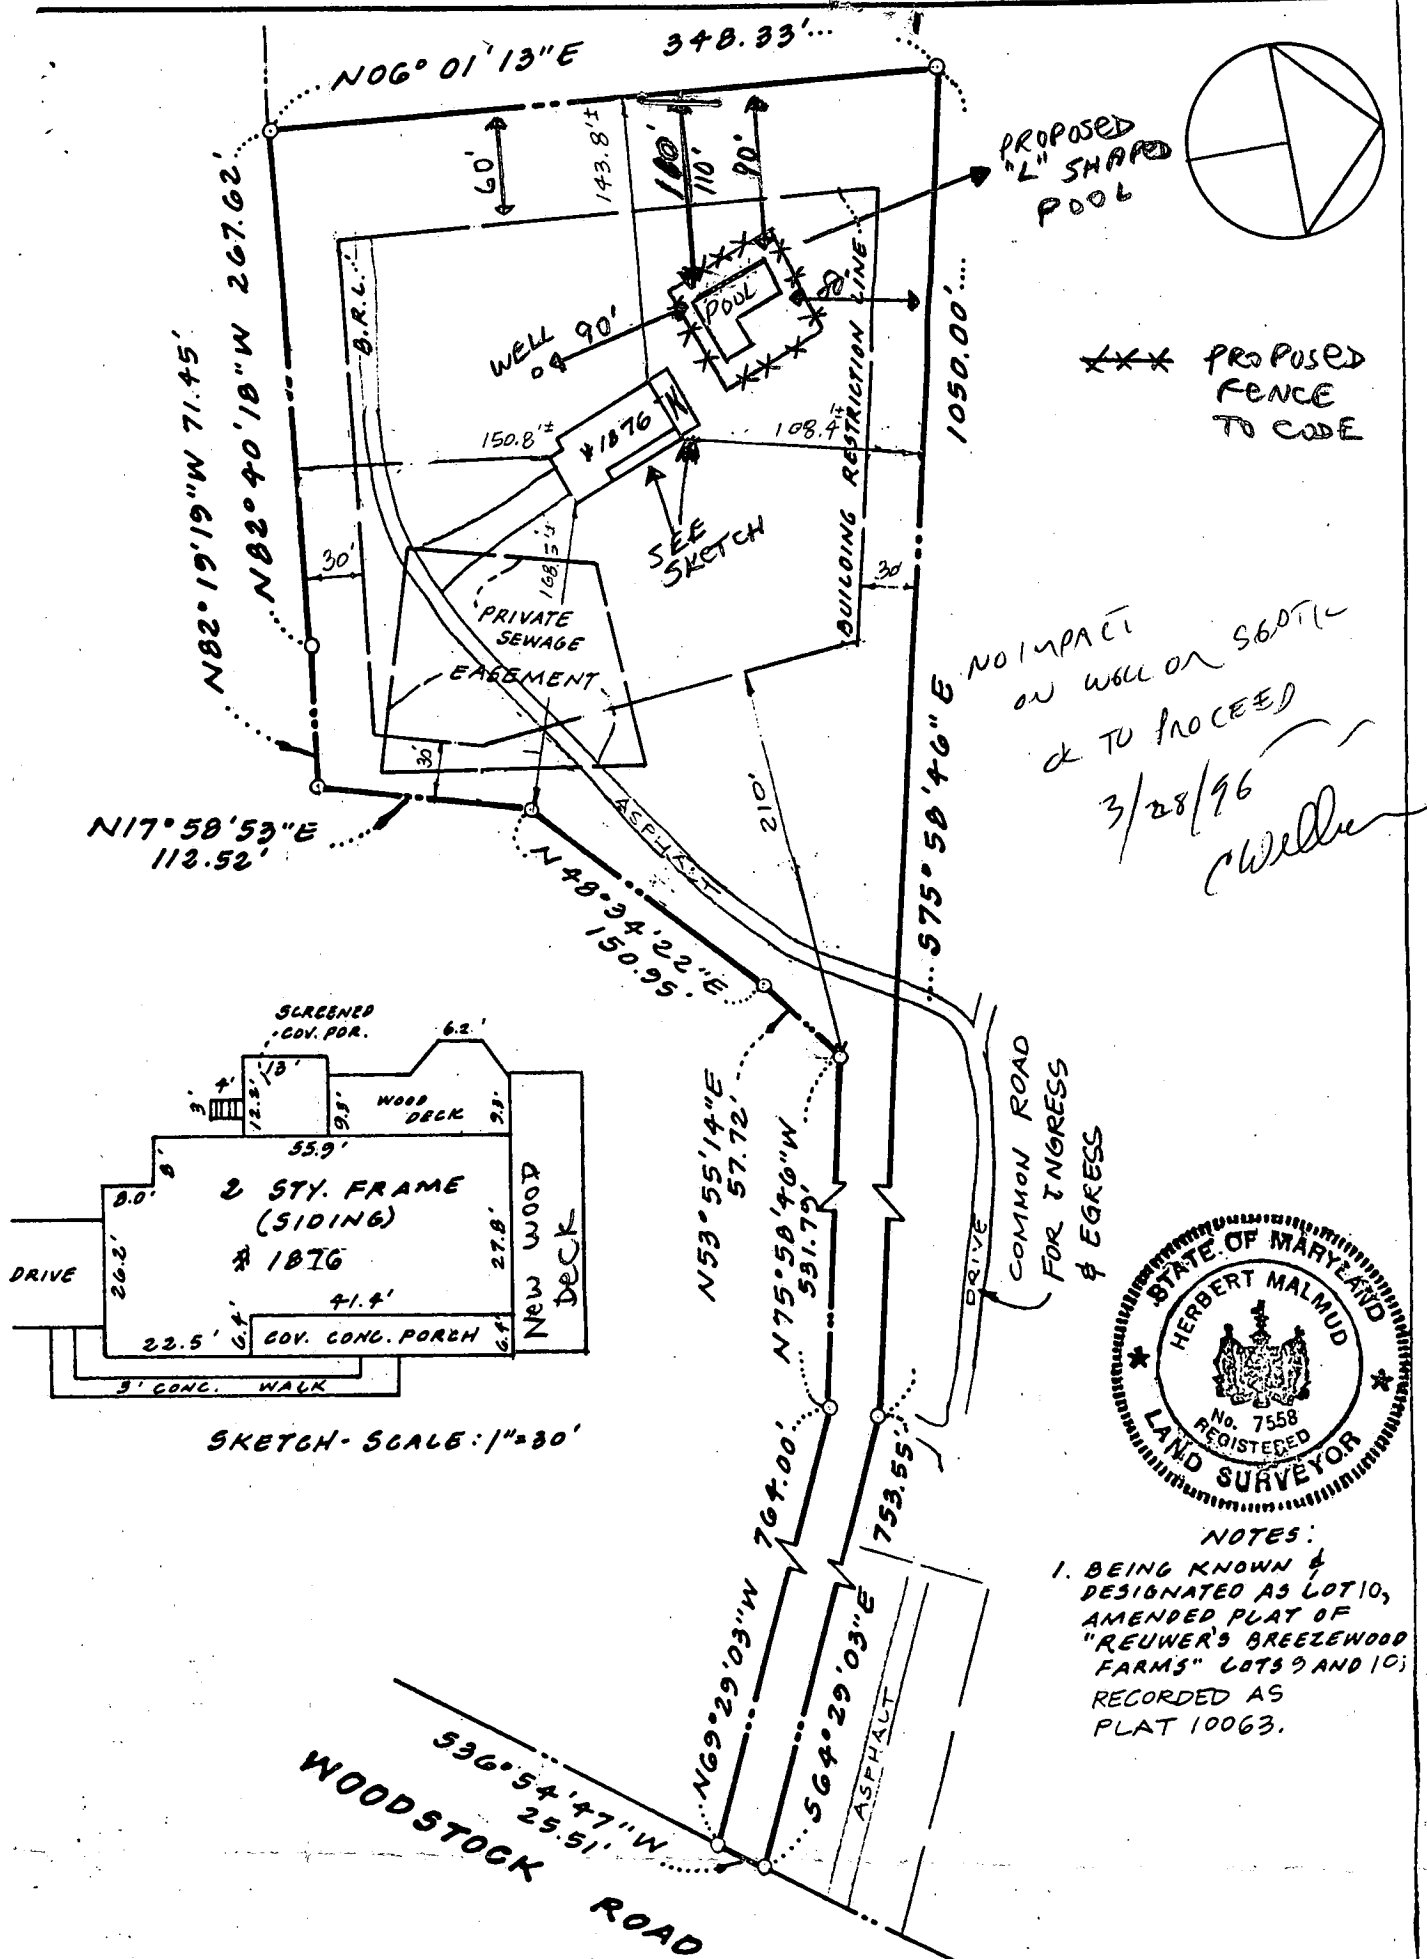 N06° 01' 13" E 348.33'...
PROPOSED
"L" SHAPED
POOL
60'
143.8'±
110'
90'
N82° 40' 18" W 267.62'
N82° 19' 19" W 71.45'
B.R.L.
WELL 90'
POOL
80'
BUILDING RESTRICTION LINE
1050.00'...
XXX PROPOSED
FENCE
TO CODE
150.8'±
#1876
108.4'±
SEE
SKETCH
30'
168.5'±
30'
PRIVATE
SEWAGE
EASEMENT
NO IMPACT
ON WELL OR SEPTIC
OK TO PROCEED
3/28/96
30'
210'
...S75° 58' 46" E
N17° 58' 53" E
112.52'
ASPHALT
N48° 34' 22" E
150.95'
N53° 55' 14" E
57.72'
N75° 58' 46" W
531.79'
COMMON ROAD
FOR INGRESS
& EGRESS
DRIVE
SCREENED
COV. POR.
6.2'
4'
13'
3'
12.2'
9.3'
WOOD
DECK
9.3'
55.9'
8'
8.0'
2 STY. FRAME
(SIDING)
# 1876
DRIVE
26.2'
27.8'
NEW WOOD
DECK
41.4'
22.5'
6.4'
COV. CONC. PORCH
6.4'
3' CONC. WALK
SKETCH - SCALE: 1"=30'
STATE OF MARYLAND
HERBERT MALMUD
No. 7558
REGISTERED
LAND SURVEYOR
764.00'
753.55'
N69° 29' 03" W
S64° 29' 03" E
ASPHALT
NOTES:
1. BEING KNOWN &
DESIGNATED AS LOT 10,
AMENDED PLAT OF
"REUWER'S BREEZEWOOD
FARMS" LOTS 9 AND 10;
RECORDED AS
PLAT 10063.
S36° 54' 47" W
25.51'
WOODSTOCK ROAD